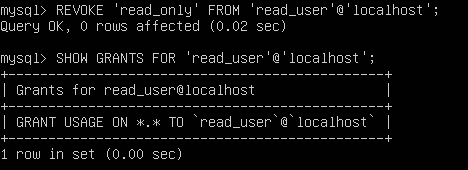 mysql> REVOKE 'read_only' FROM 'read_user'@'localhost';
Query OK, 0 rows affected (0.02 sec)
mysql> SHOW GRANTS FOR 'read_user'@'localhost';
+-----------------------------------------------+
| Grants for read_user@localhost                |
+-----------------------------------------------+
| GRANT USAGE ON *.* TO `read_user`@`localhost` |
+-----------------------------------------------+
1 row in set (0.00 sec)